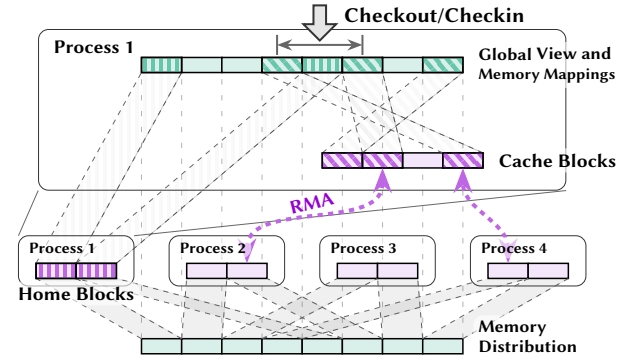 Checkout/Checkin
Process 1
Global View and
Memory Mappings
Cache Blocks
RMA
Process 1
Process 2
Process 3
Process 4
Home Blocks
Memory
Distribution